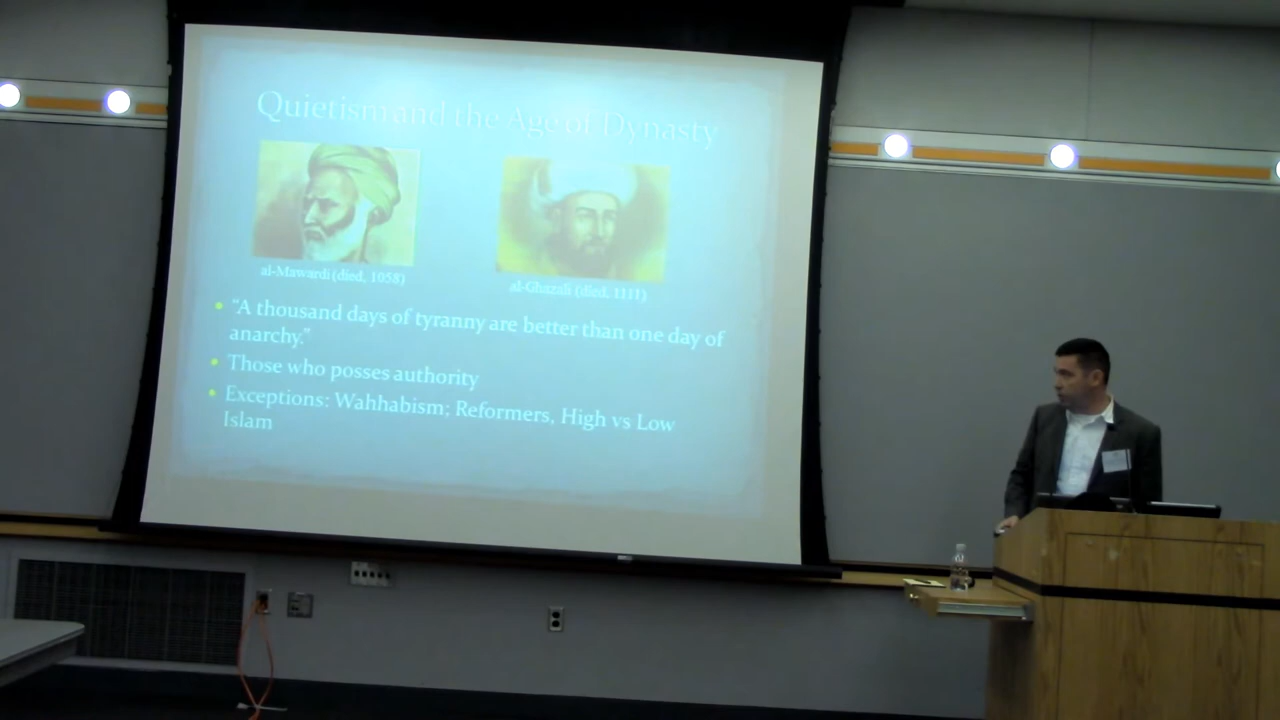 Quietism and the Age of Dynasty
al-Mawardi (died, 1058)
al-Ghazali (died, 1111)
“A thousand days of tyranny are better than one day of
anarchy.”
Those who posses authority
Exceptions: Wahhabism; Reformers, High vs Low
Islam